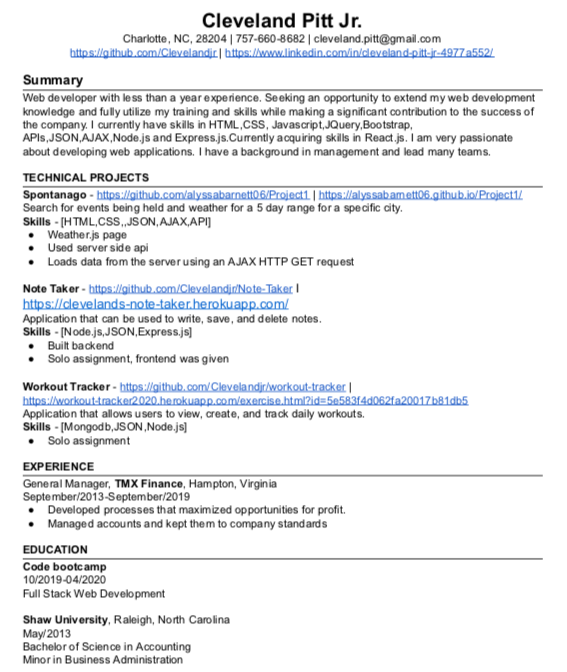 Cleveland Pitt Jr.
Charlotte, NC, 28204 | 757-660-8682 | cleveland.pitt@gmail.com
https://github.com/Clevelandjr | https://www.linkedin.com/in/cleveland-pitt-jr-4977a552/
Summary
Web developer with less than a year experience. Seeking an opportunity to extend my web development
knowledge and fully utilize my training and skills while making a significant contribution to the success of
the company. I currently have skills in HTML,CSS, Javascript,JQuery,Bootstrap,
APIs,JSON,AJAX,Node.js and Express.js.Currently acquiring skills in React.js. I am very passionate
about developing web applications. I have a background in management and lead many teams.
TECHNICAL PROJECTS
Spontanago - https://github.com/alyssabarnett06/Project1 | https://alyssabarnett06.github.io/Project1/
Search for events being held and weather for a 5 day range for a specific city.
Skills - [HTML,CSS,,JSON,AJAX,API]
● Weather.js page
● Used server side api
● Loads data from the server using an AJAX HTTP GET request
Note Taker - https://github.com/Clevelandjr/Note-Taker |
https://clevelands-note-taker.herokuapp.com/
Application that can be used to write, save, and delete notes.
Skills - [Node.js,JSON,Express.js]
● Built backend
● Solo assignment, frontend was given
Workout Tracker - https://github.com/Clevelandjr/workout-tracker |
https://workout-tracker2020.herokuapp.com/exercise.html?id=5e583f4d062fa20017b81db5
Application that allows users to view, create, and track daily workouts.
Skills - [Mongodb,JSON,Node.js]
● Solo assignment
EXPERIENCE
General Manager, TMX Finance, Hampton, Virginia
September/2013-September/2019
● Developed processes that maximized opportunities for profit.
● Managed accounts and kept them to company standards
EDUCATION
Code bootcamp
10/2019-04/2020
Full Stack Web Development
Shaw University, Raleigh, North Carolina
May/2013
Bachelor of Science in Accounting
Minor in Business Administration